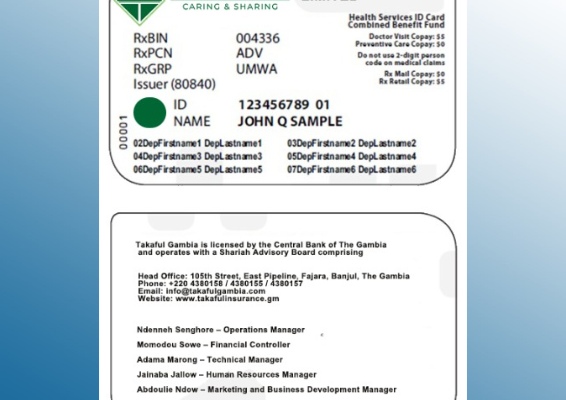 CARING & SHARING
Health Services ID Card
Combined Benefit Fund
RxBIN 004336
Doctor Visit Copay: $5
Preventive Care Copay: $0
RxPCN ADV
Do not use 2-digit person
code on medical claims
RxGRP UMWA
Rx Mail Copay: $0
Rx Retail Copay: $5
Issuer (80840)
00001
ID 123456789 01
NAME JOHN Q SAMPLE
02DepFirstname1 DepLastname1 03DepFirstname2 DepLastname2
04DepFirstname3 DepLastname3 05DepFirstname4 DepLastname4
06DepFirstname5 DepLastname5 07DepFirstname6 DepLastname6
Takaful Gambia is licensed by the Central Bank of The Gambia
and operates with a Shariah Advisory Board comprising
Head Office: 105th Street, East Pipeline, Fajara, Banjul, The Gambia
Phone: +220 4380158 / 4380155 / 4380157
Email: info@takafulgambia.com
Website: www.takafulinsurance.gm
Ndenneh Senghore – Operations Manager
Momodou Sowe – Financial Controller
Adama Marong – Technical Manager
Jainaba Jallow – Human Resources Manager
Abdoulie Ndow – Marketing and Business Development Manager